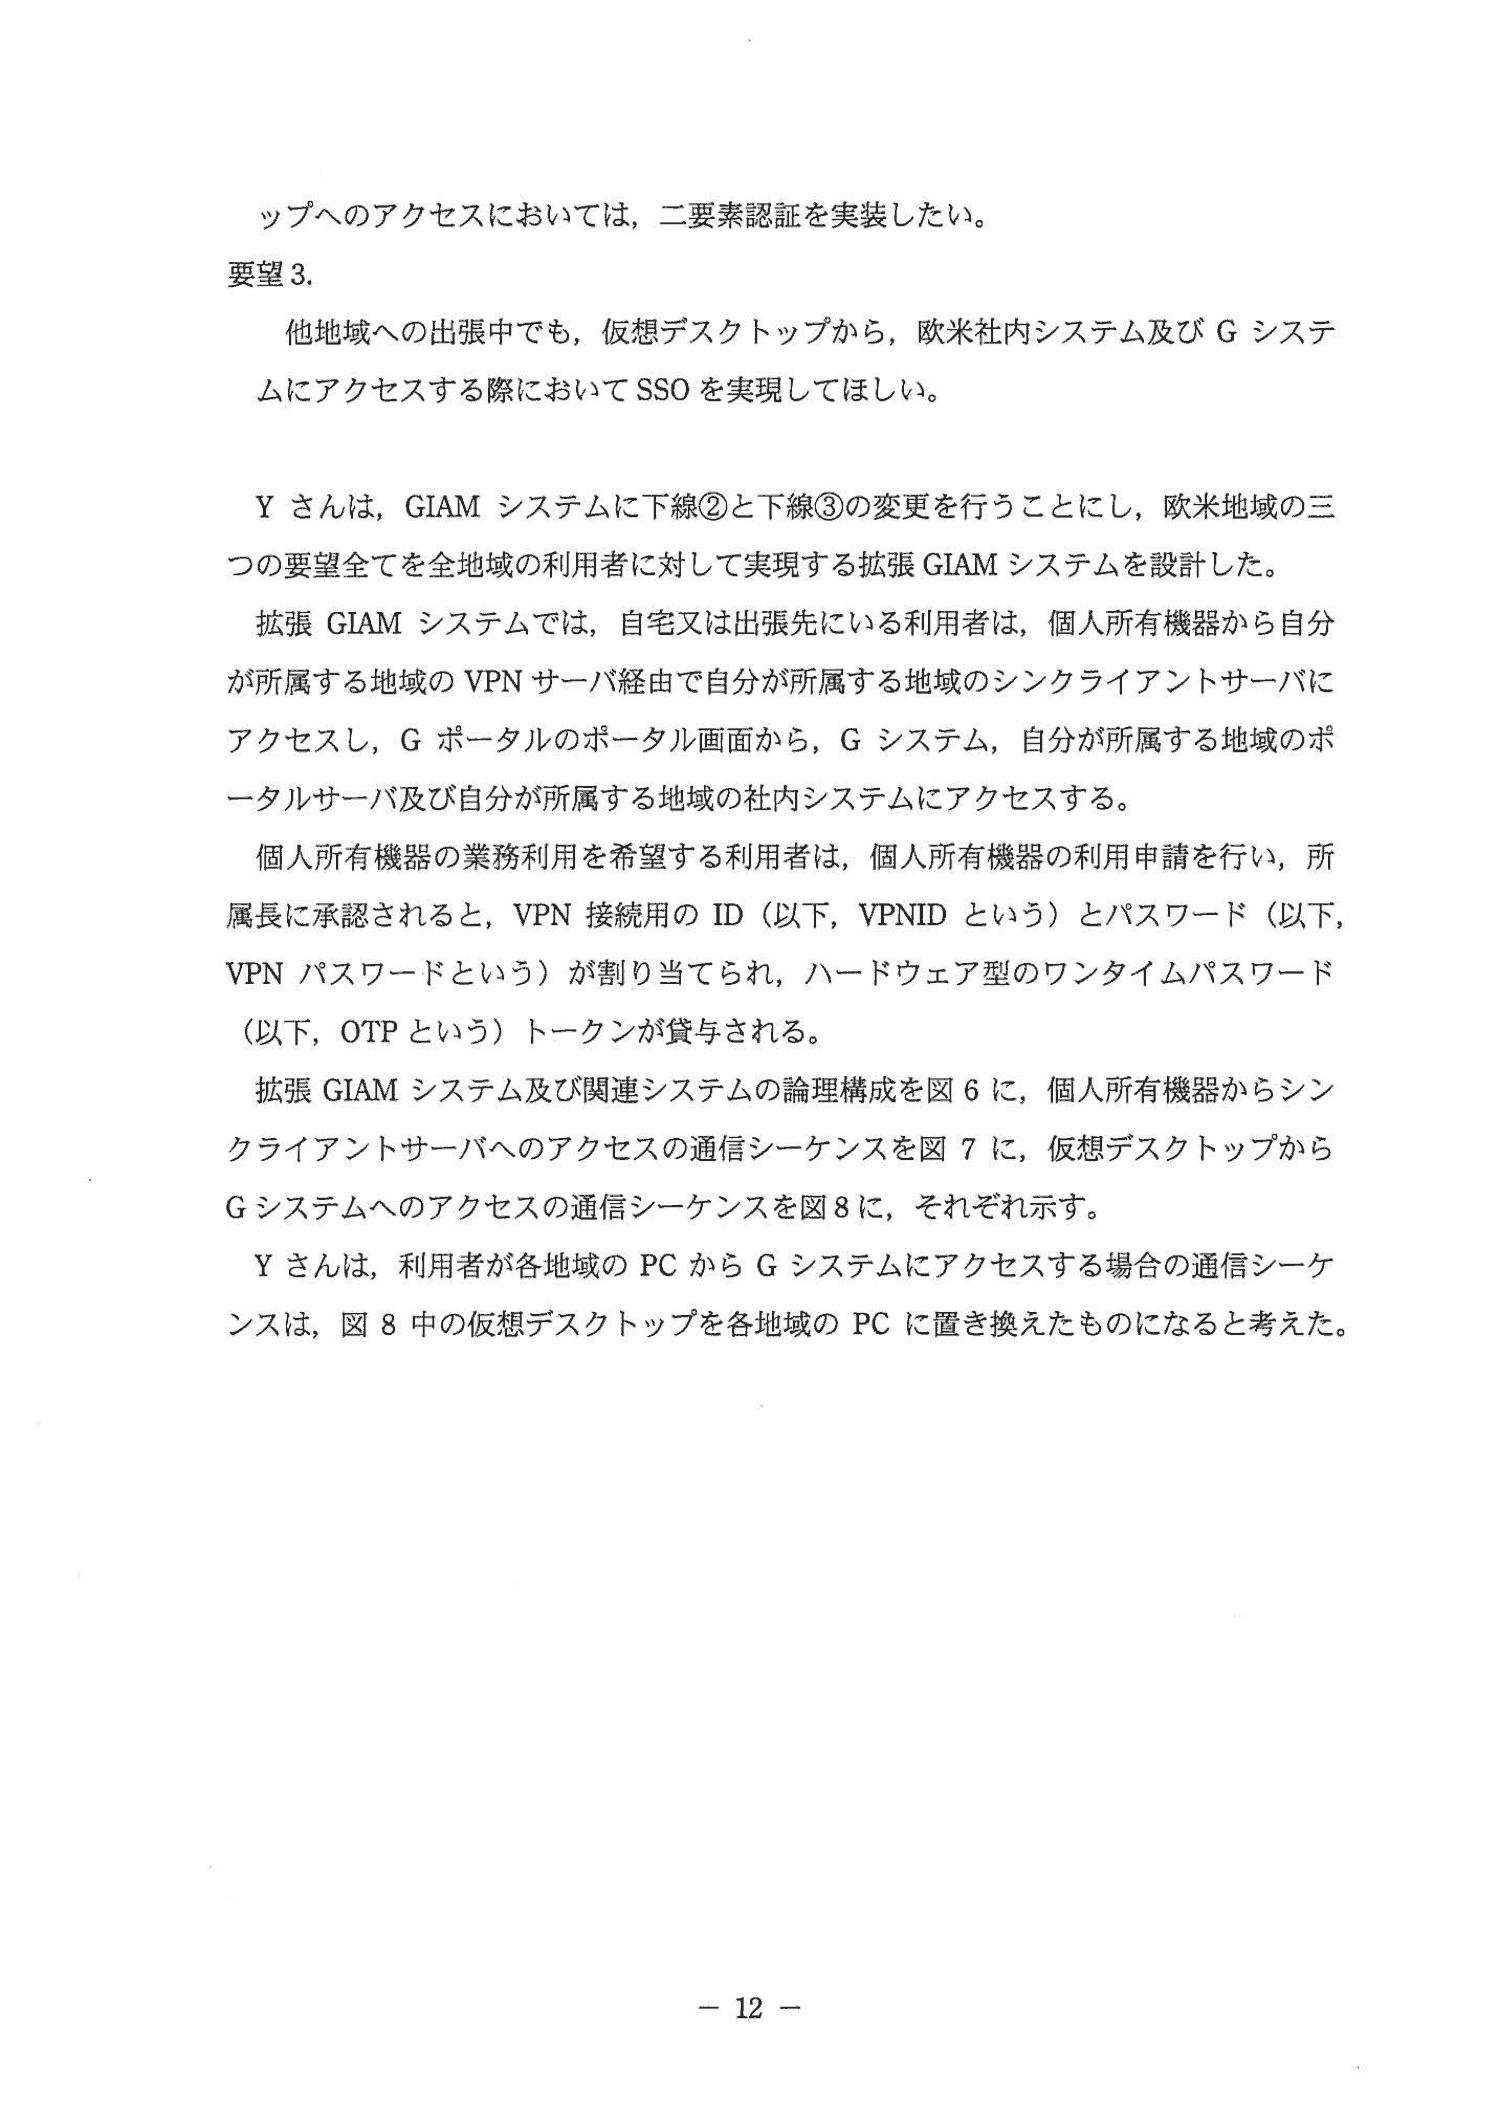 ップへのアクセスにおいては，二要素認証を実装したい。
要望 3.
他地域への出張中でも，仮想デスクトップから，欧米社内システム及び G システ
ムにアクセスする際において SSO を実現してほしい。
Y さんは，GIAM システムに下線②と下線③の変更を行うことにし，欧米地域の三
つの要望全てを全地域の利用者に対して実現する拡張 GIAM システムを設計した。
拡張 GIAM システムでは，自宅又は出張先にいる利用者は，個人所有機器から自分
が所属する地域の VPN サーバ経由で自分が所属する地域のシンクライアントサーバに
アクセスし，G ポータルのポータル画面から，G システム，自分が所属する地域のポ
ータルサーバ及び自分が所属する地域の社内システムにアクセスする。
個人所有機器の業務利用を希望する利用者は，個人所有機器の利用申請を行い，所
属長に承認されると，VPN 接続用の ID（以下，VPNID という）とパスワード（以下，
VPN パスワードという）が割り当てられ，ハードウェア型のワンタイムパスワード
（以下，OTP という）トークンが貸与される。
拡張 GIAM システム及び関連システムの論理構成を図 6 に，個人所有機器からシン
クライアントサーバへのアクセスの通信シーケンスを図 7 に，仮想デスクトップから
G システムへのアクセスの通信シーケンスを図 8 に，それぞれ示す。
Y さんは，利用者が各地域の PC から G システムにアクセスする場合の通信シーケ
ンスは，図 8 中の仮想デスクトップを各地域の PC に置き換えたものになると考えた。
－ 12 －